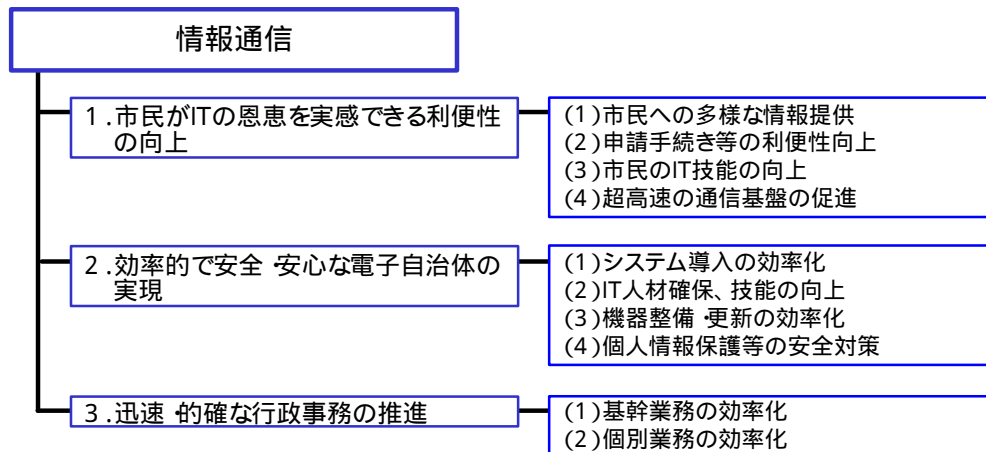 情報通信
１.市民がITの恩恵を実感できる利便性
の向上
(１)市民への多様な情報提供
(２)申請手続き等の利便性向上
(３)市民のIT技能の向上
(４)超高速の通信基盤の促進
２.効率的で安全・安心な電子自治体の
実現
(１)システム導入の効率化
(２)IT人材確保、技能の向上
(３)機器整備・更新の効率化
(４)個人情報保護等の安全対策
３.迅速・的確な行政事務の推進
(１)基幹業務の効率化
(２)個別業務の効率化